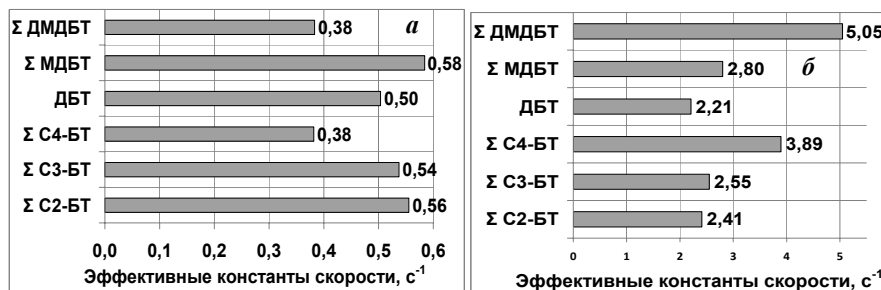 Σ ДМДБТ 0,38 а
Σ МДБТ 0,58
ДБТ 0,50
Σ С4-БТ 0,38
Σ С3-БТ 0,54
Σ С2-БТ 0,56
0,0 0,1 0,2 0,3 0,4 0,5 0,6
Эффективные константы скорости, с⁻¹
Σ ДМДБТ 5,05
Σ МДБТ 2,80 б
ДБТ 2,21
Σ С4-БТ 3,89
Σ С3-БТ 2,55
Σ С2-БТ 2,41
0 1 2 3 4 5
Эффективные константы скорости, с⁻¹